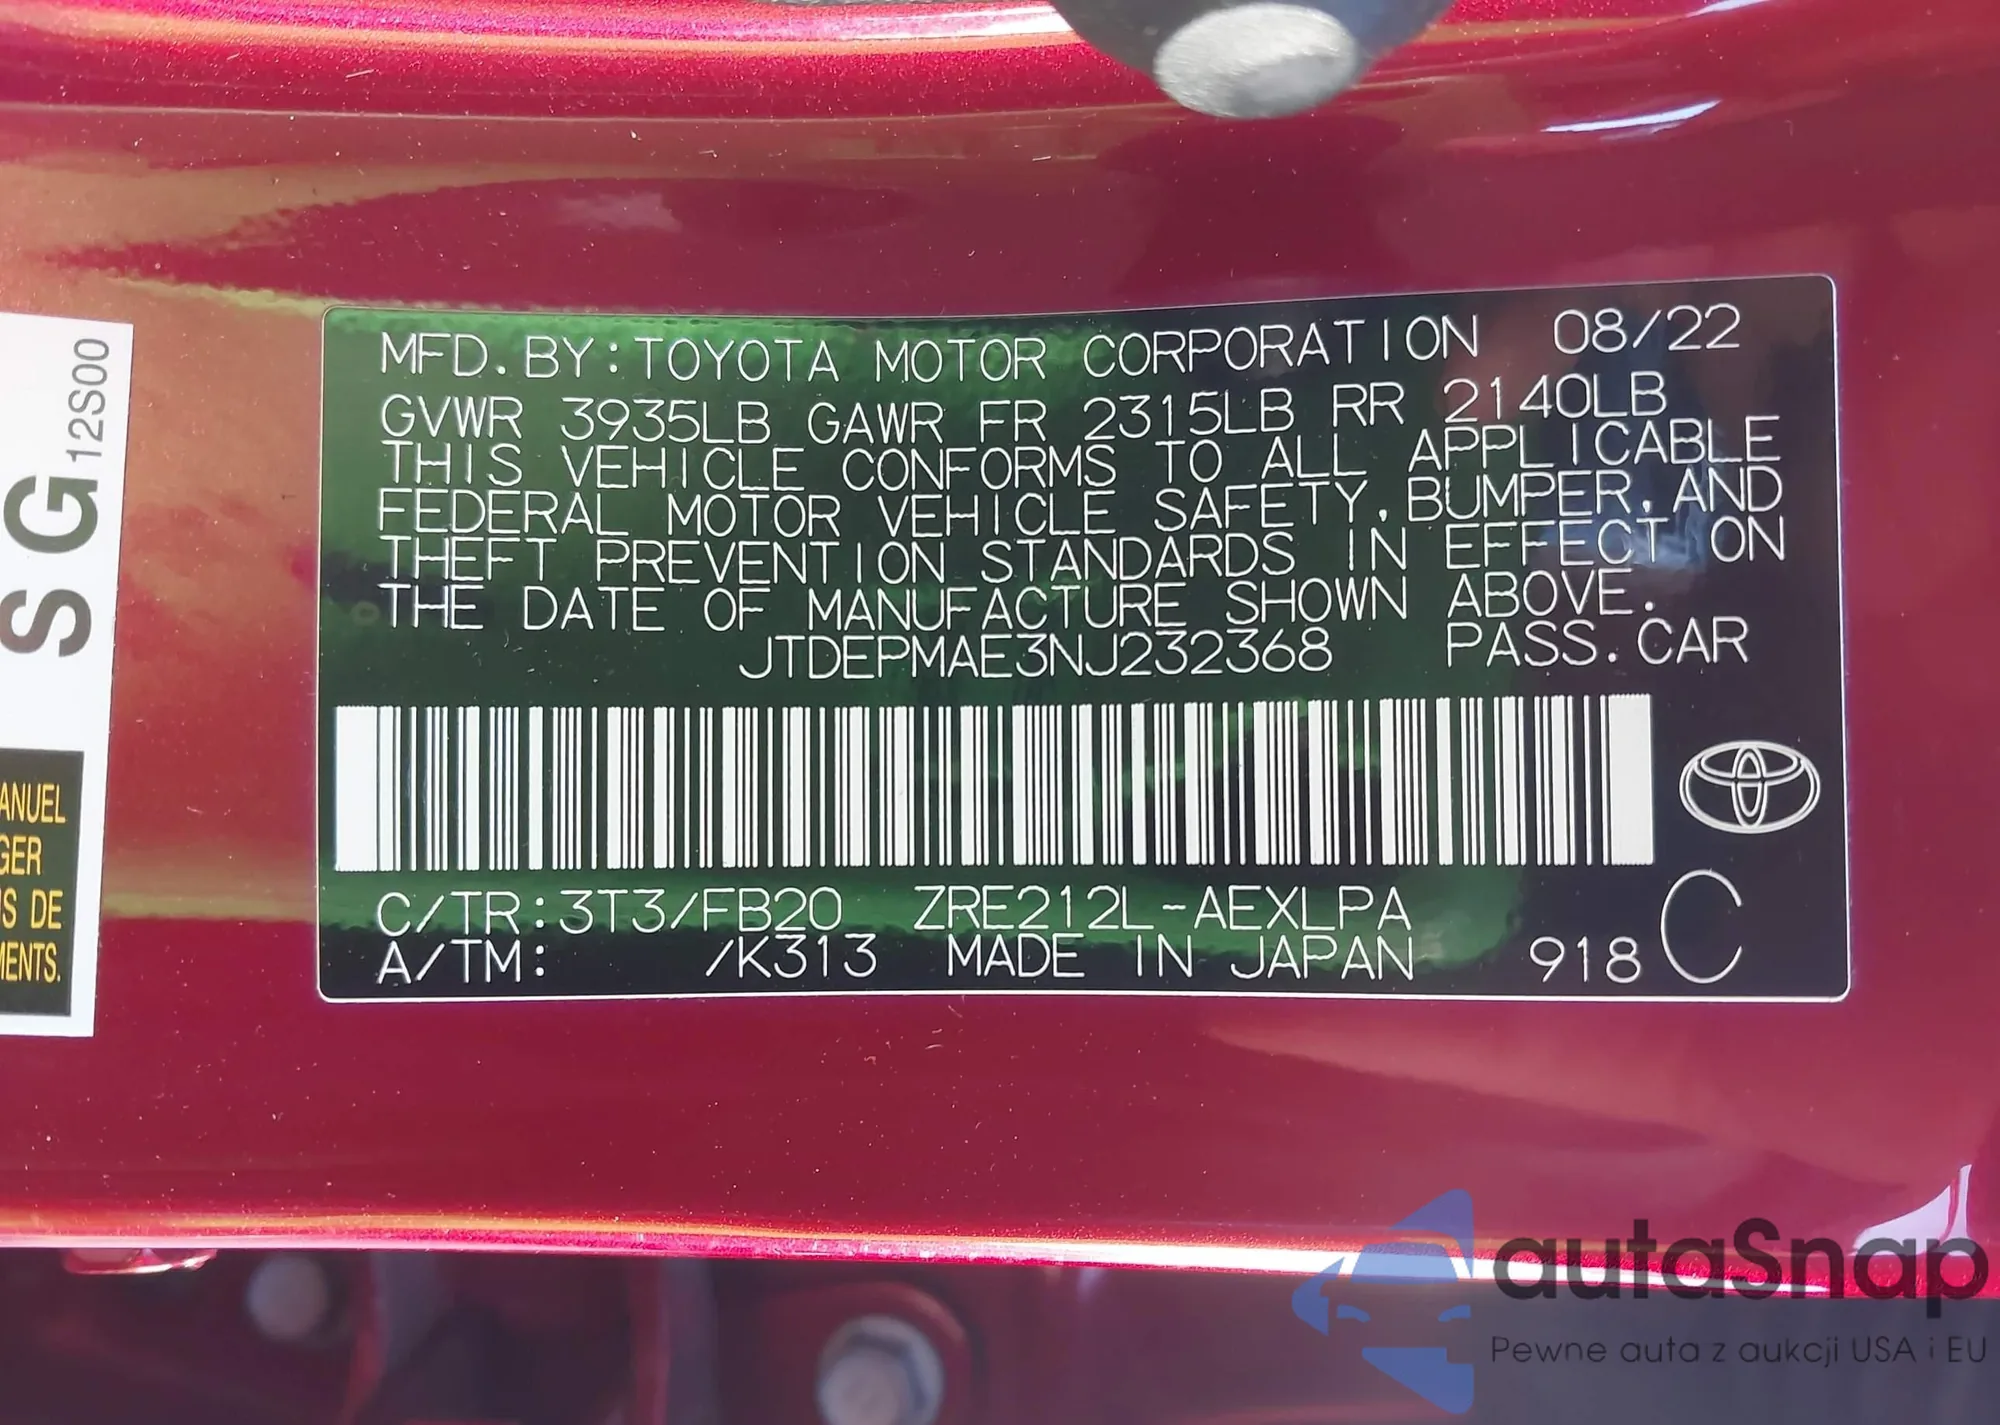 MFD. BY: TOYOTA MOTOR CORPORATION 08/22
GVWR 3935LB GAWR FR 2315LB RR 2140LB
THIS VEHICLE CONFORMS TO ALL APPLICABLE
FEDERAL MOTOR VEHICLE SAFETY, BUMPER, AND
THEFT PREVENTION STANDARDS IN EFFECT ON
THE DATE OF MANUFACTURE SHOWN ABOVE.
JTDEPMAE3NJ232368 PASS. CAR
C/TR: 3T3/FB20 ZRE212L-AEXLPA
A/TM: /K313 MADE IN JAPAN 918 C
SG 12S00
ANUEL
GER
US DE
MENTS.
autaSnap
Pewne auta z aukcji USA i EU